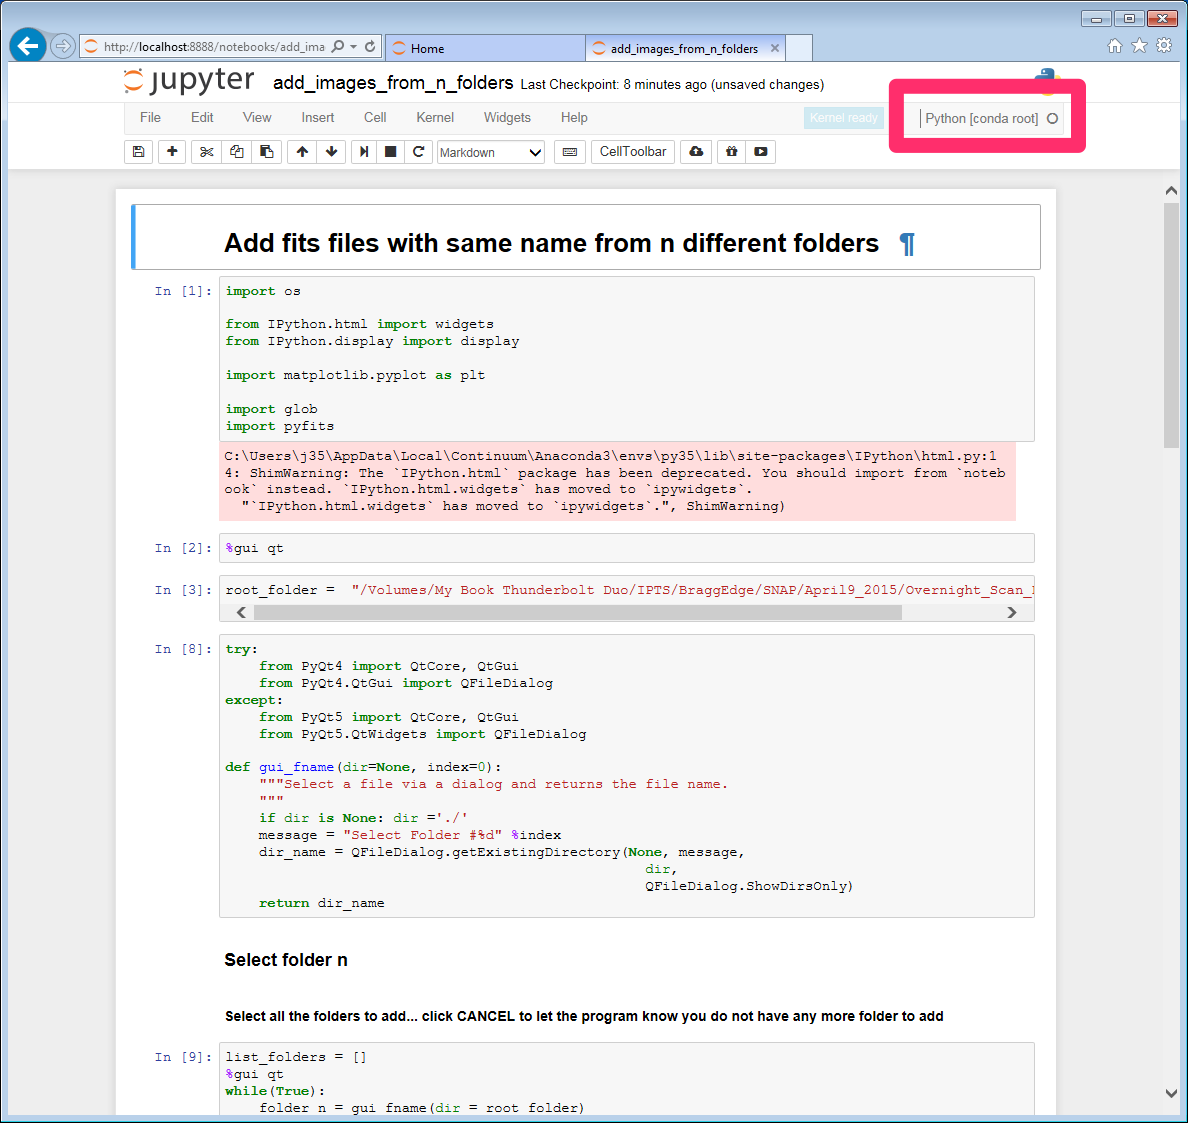 http://localhost:8888/notebooks/add_ima
Home
add_images_from_n_folders
jupyter add_images_from_n_folders Last Checkpoint: 8 minutes ago (unsaved changes)
File Edit View Insert Cell Kernel Widgets Help Kernel ready Python [conda root]
Markdown CellToolbar
Add fits files with same name from n different folders ¶
In [1]: import os
from IPython.html import widgets
from IPython.display import display
import matplotlib.pyplot as plt
import glob
import pyfits
C:\Users\j35\AppData\Local\Continuum\Anaconda3\envs\py35\lib\site-packages\IPython\html.py:1
4: ShimWarning: The `IPython.html` package has been deprecated. You should import from `noteb
ook` instead. `IPython.html.widgets` has moved to `ipywidgets`.
"`IPython.html.widgets` has moved to `ipywidgets`.", ShimWarning)
In [2]: %gui qt
In [3]: root_folder = "/Volumes/My Book Thunderbolt Duo/IPTS/BraggEdge/SNAP/April9_2015/Overnight_Scan_
In [8]: try:
from PyQt4 import QtCore, QtGui
from PyQt4.QtGui import QFileDialog
except:
from PyQt5 import QtCore, QtGui
from PyQt5.QtWidgets import QFileDialog
def gui_fname(dir=None, index=0):
"""Select a file via a dialog and returns the file name.
"""
if dir is None: dir ='./'
message = "Select Folder #%d" %index
dir_name = QFileDialog.getExistingDirectory(None, message,
dir,
QFileDialog.ShowDirsOnly)
return dir_name
Select folder n
Select all the folders to add... click CANCEL to let the program know you do not have any more folder to add
In [9]: list_folders = []
%gui qt
while(True):
folder_n = gui_fname(dir = root_folder)